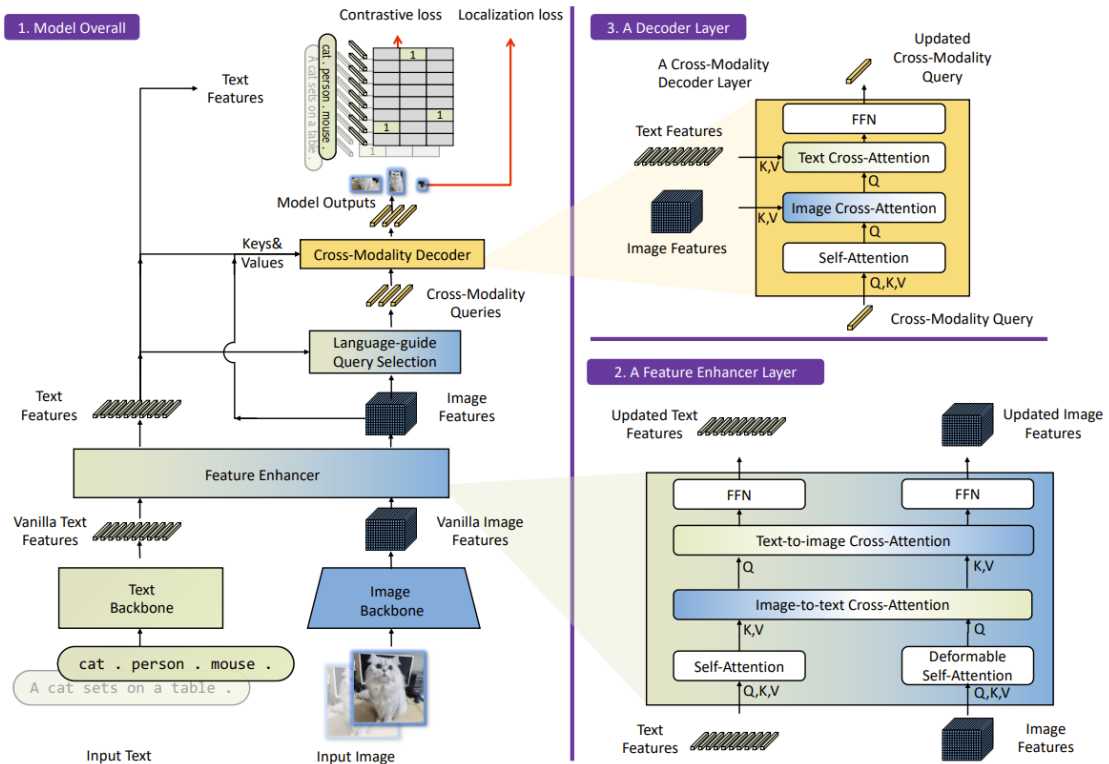 1. Model Overall
Contrastive loss
Localization loss
A cat sets on a table .
cat . person . mouse .
1
1
1
1
Text
Features
Model Outputs
Keys&
Values
Cross-Modality Decoder
Cross-Modality
Queries
Language-guide
Query Selection
Text
Features
Image
Features
Feature Enhancer
Vanilla Text
Features
Vanilla Image
Features
Text
Backbone
Image
Backbone
cat . person . mouse .
A cat sets on a table .
Input Text
Input Image
3. A Decoder Layer
Updated
Cross-Modality
Query
A Cross-Modality
Decoder Layer
FFN
Text Features
Text Cross-Attention
K,V
Q
Image Cross-Attention
K,V
Q
Image Features
Self-Attention
Q,K,V
Cross-Modality Query
2. A Feature Enhancer Layer
Updated Text
Features
Updated Image
Features
FFN
FFN
Text-to-image Cross-Attention
Q
K,V
Image-to-text Cross-Attention
K,V
Q
Self-Attention
Deformable
Self-Attention
Q,K,V
Q,K,V
Text
Features
Image
Features